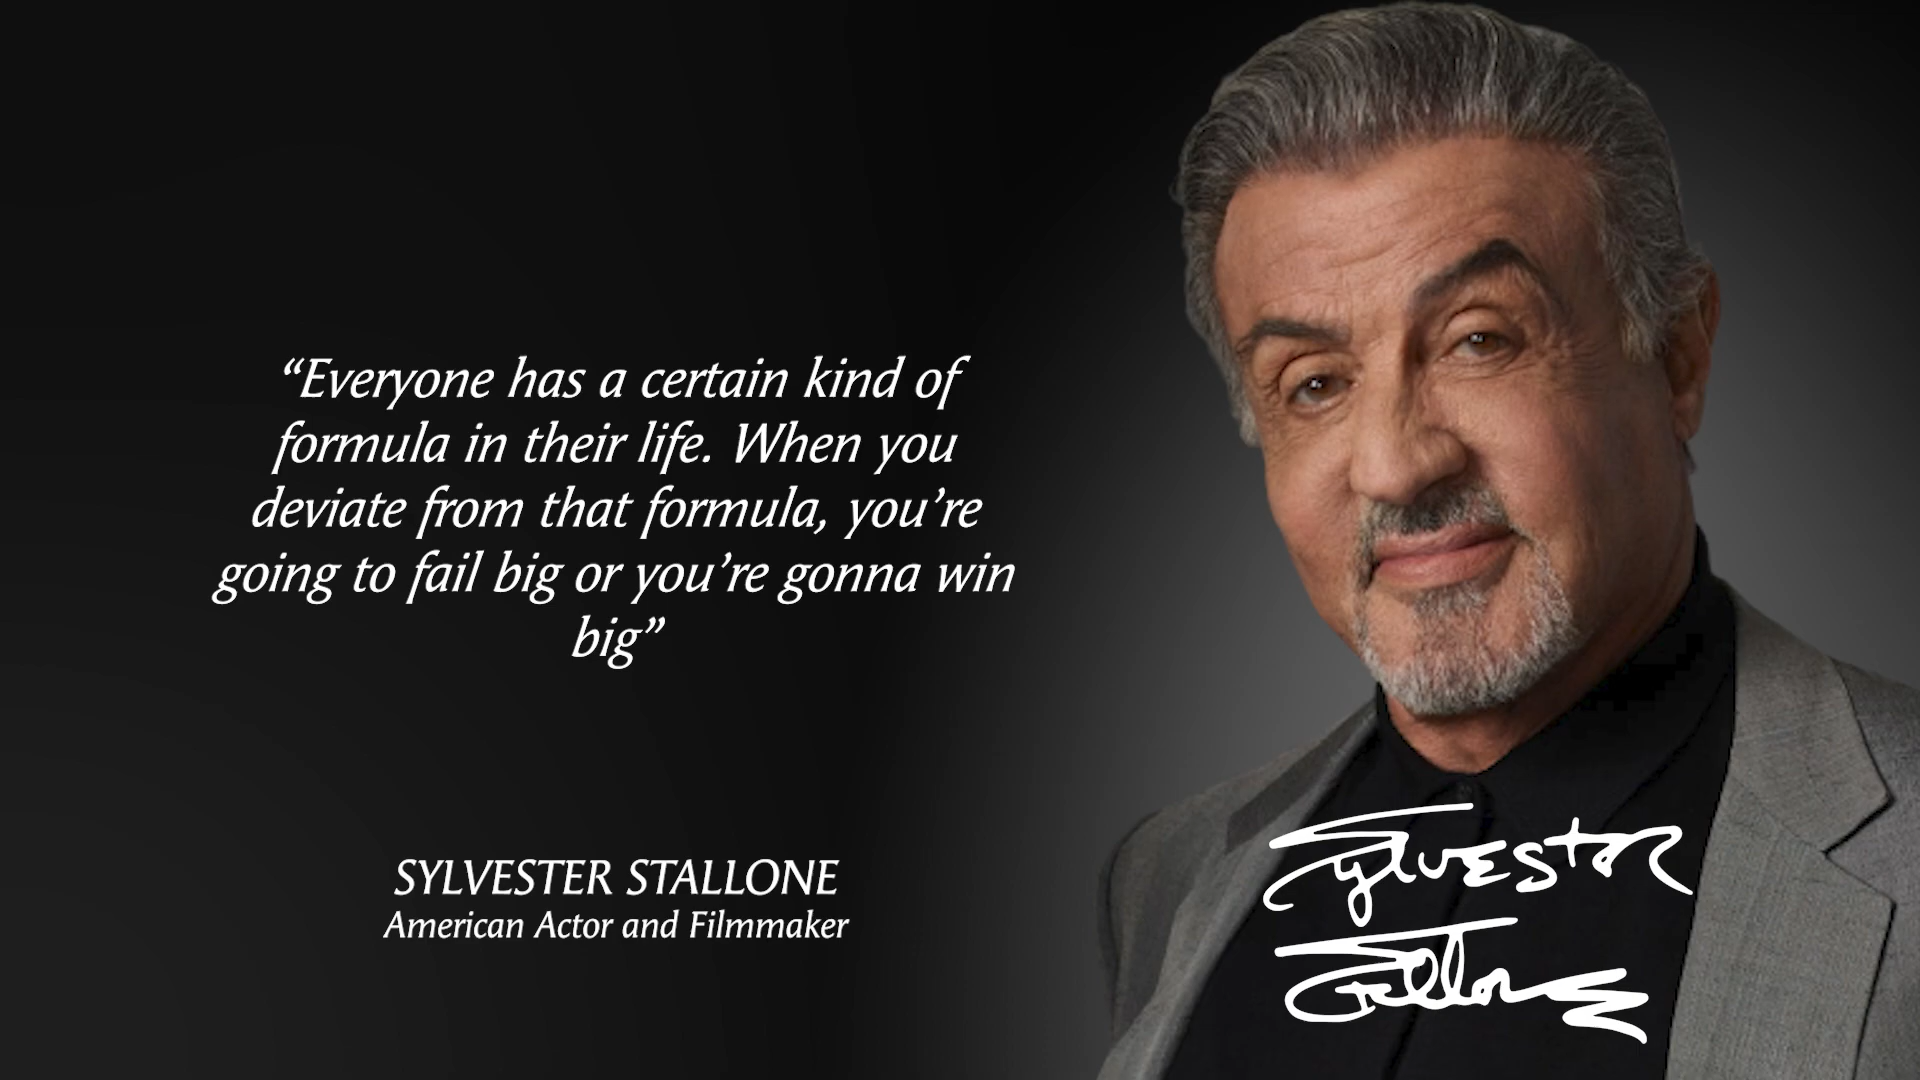 “Everyone has a certain kind of
formula in their life. When you
deviate from that formula, you’re
going to fail big or you’re gonna win
big”
SYLVESTER STALLONE
American Actor and Filmmaker
Sylvester
Stallone